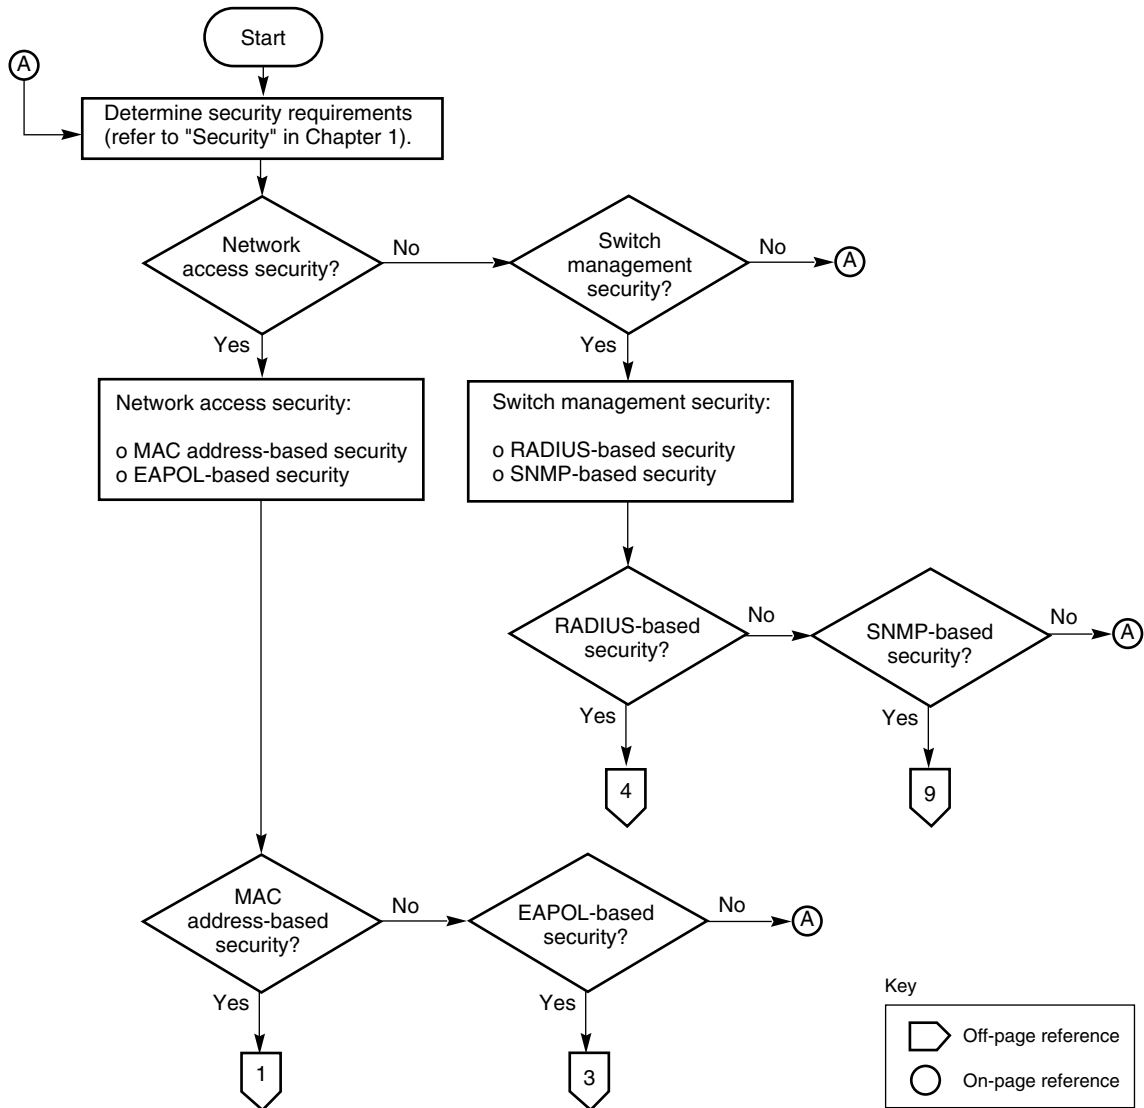 Start
A
Determine security requirements
(refer to "Security" in Chapter 1).
Network
access security?
No
Switch
management
security?
No
A
Yes
Yes
Network access security:
o MAC address-based security
o EAPOL-based security
Switch management security:
o RADIUS-based security
o SNMP-based security
RADIUS-based
security?
No
SNMP-based
security?
No
A
Yes
Yes
4
9
MAC
address-based
security?
No
EAPOL-based
security?
No
A
Yes
Yes
1
3
Key
Off-page reference
On-page reference